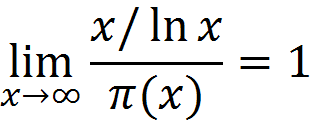 lim x→∞ (x/ ln x) / π(x) = 1